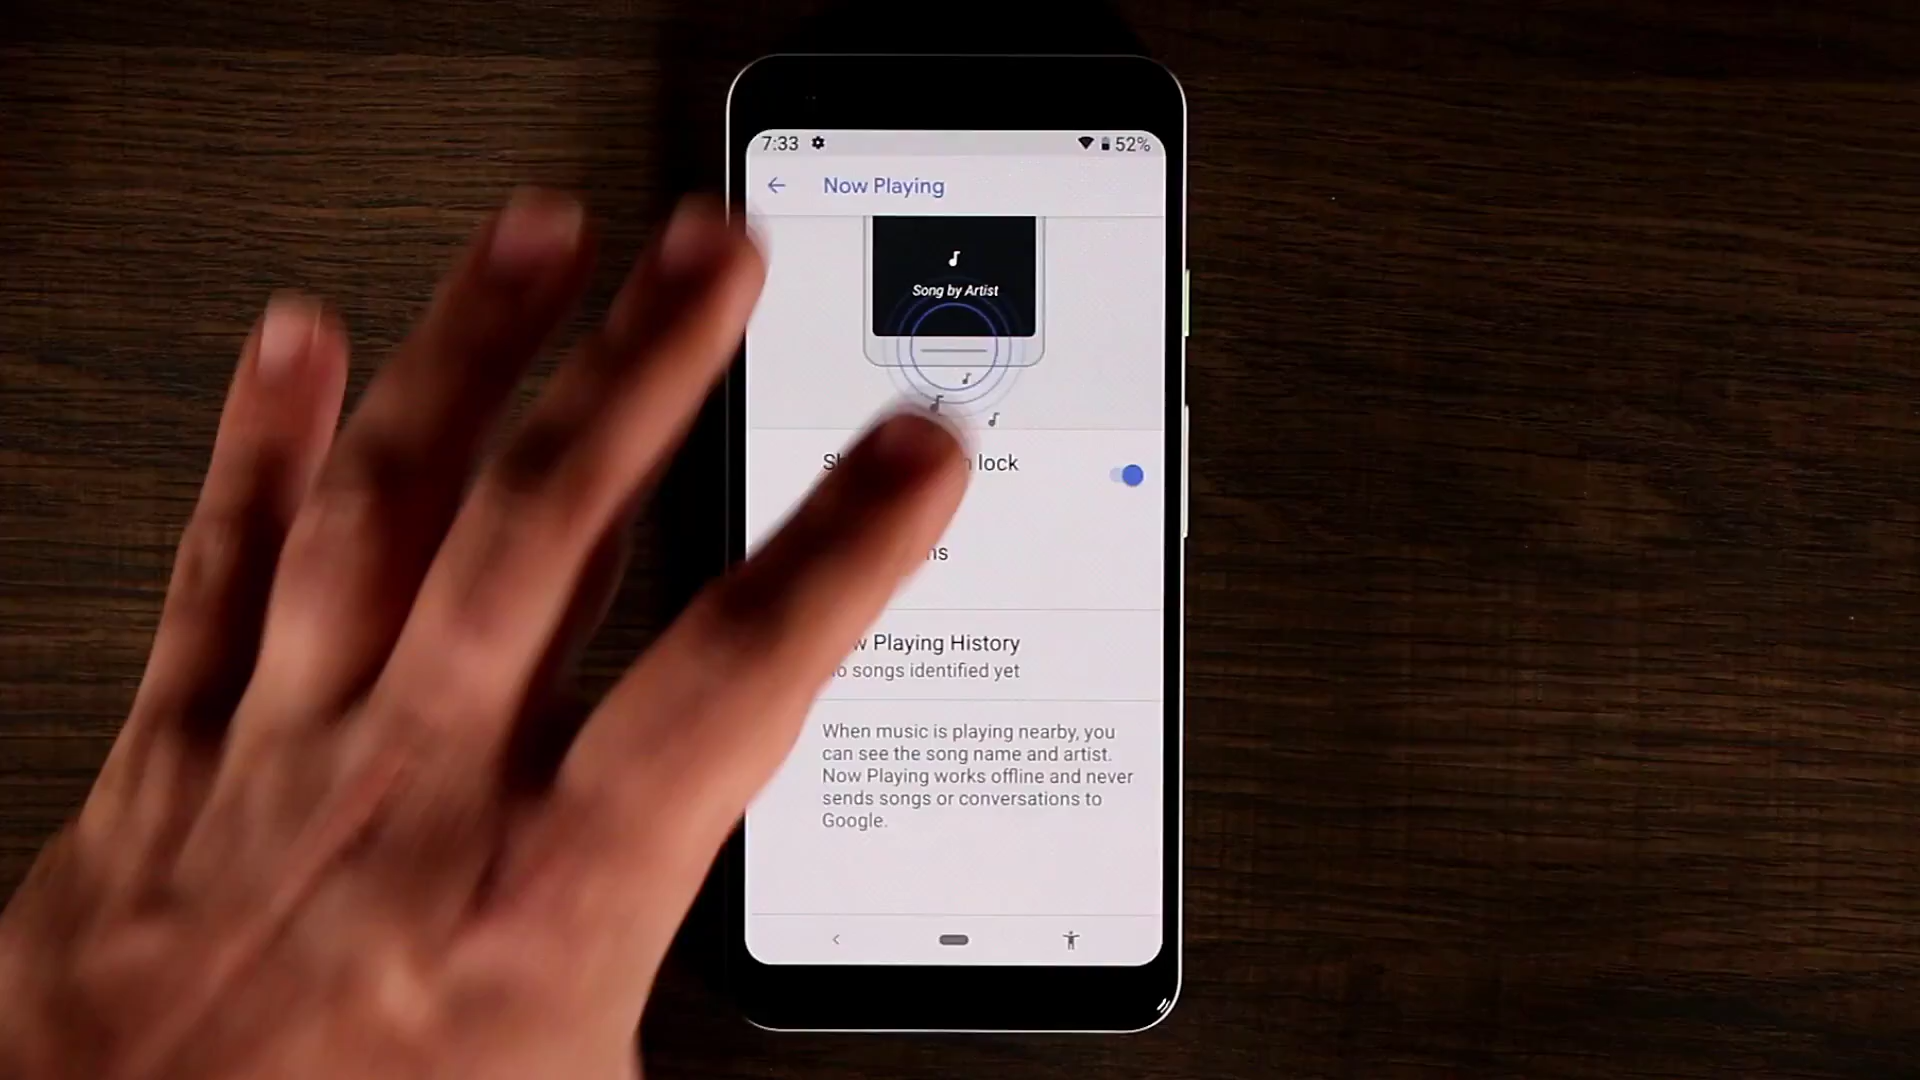 7:33 52%
Now Playing
Song by Artist
lock
Playing History
songs identified yet
When music is playing nearby, you
can see the song name and artist.
Now Playing works offline and never
sends songs or conversations to
Google.